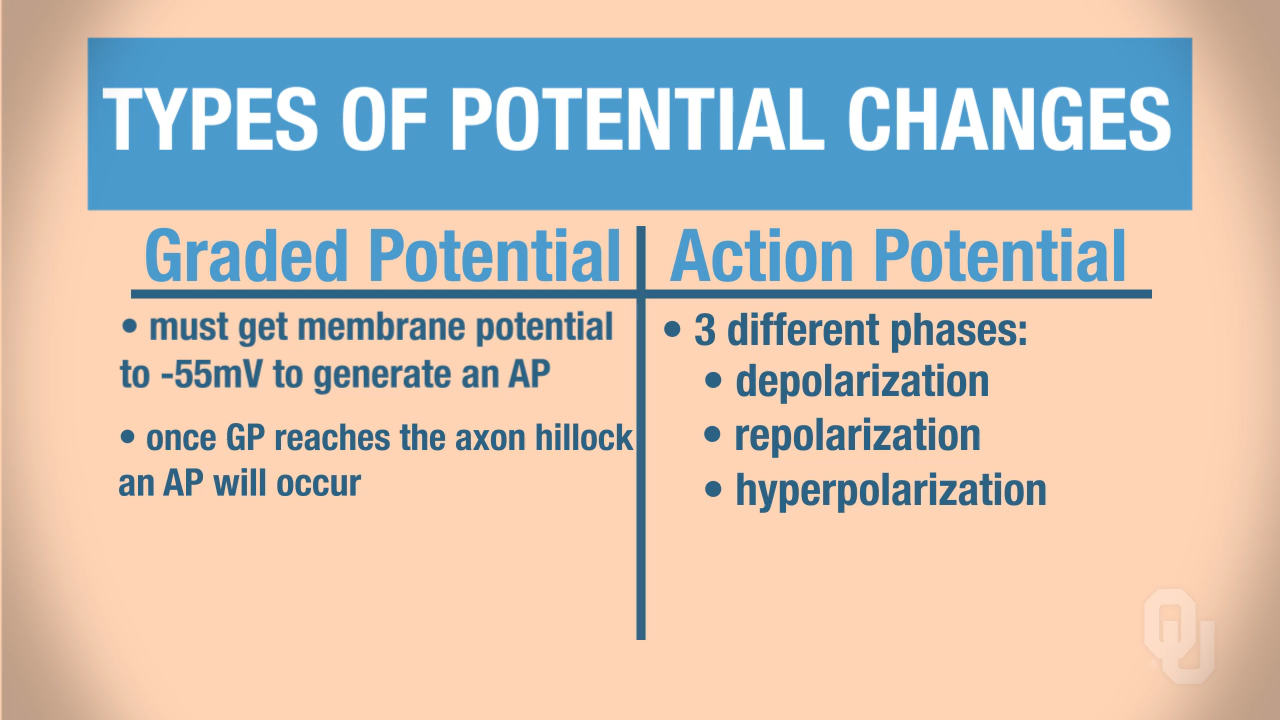 TYPES OF POTENTIAL CHANGES
Graded Potential
• must get membrane potential
to -55mV to generate an AP
• once GP reaches the axon hillock
an AP will occur
Action Potential
• 3 different phases:
• depolarization
• repolarization
• hyperpolarization
OU